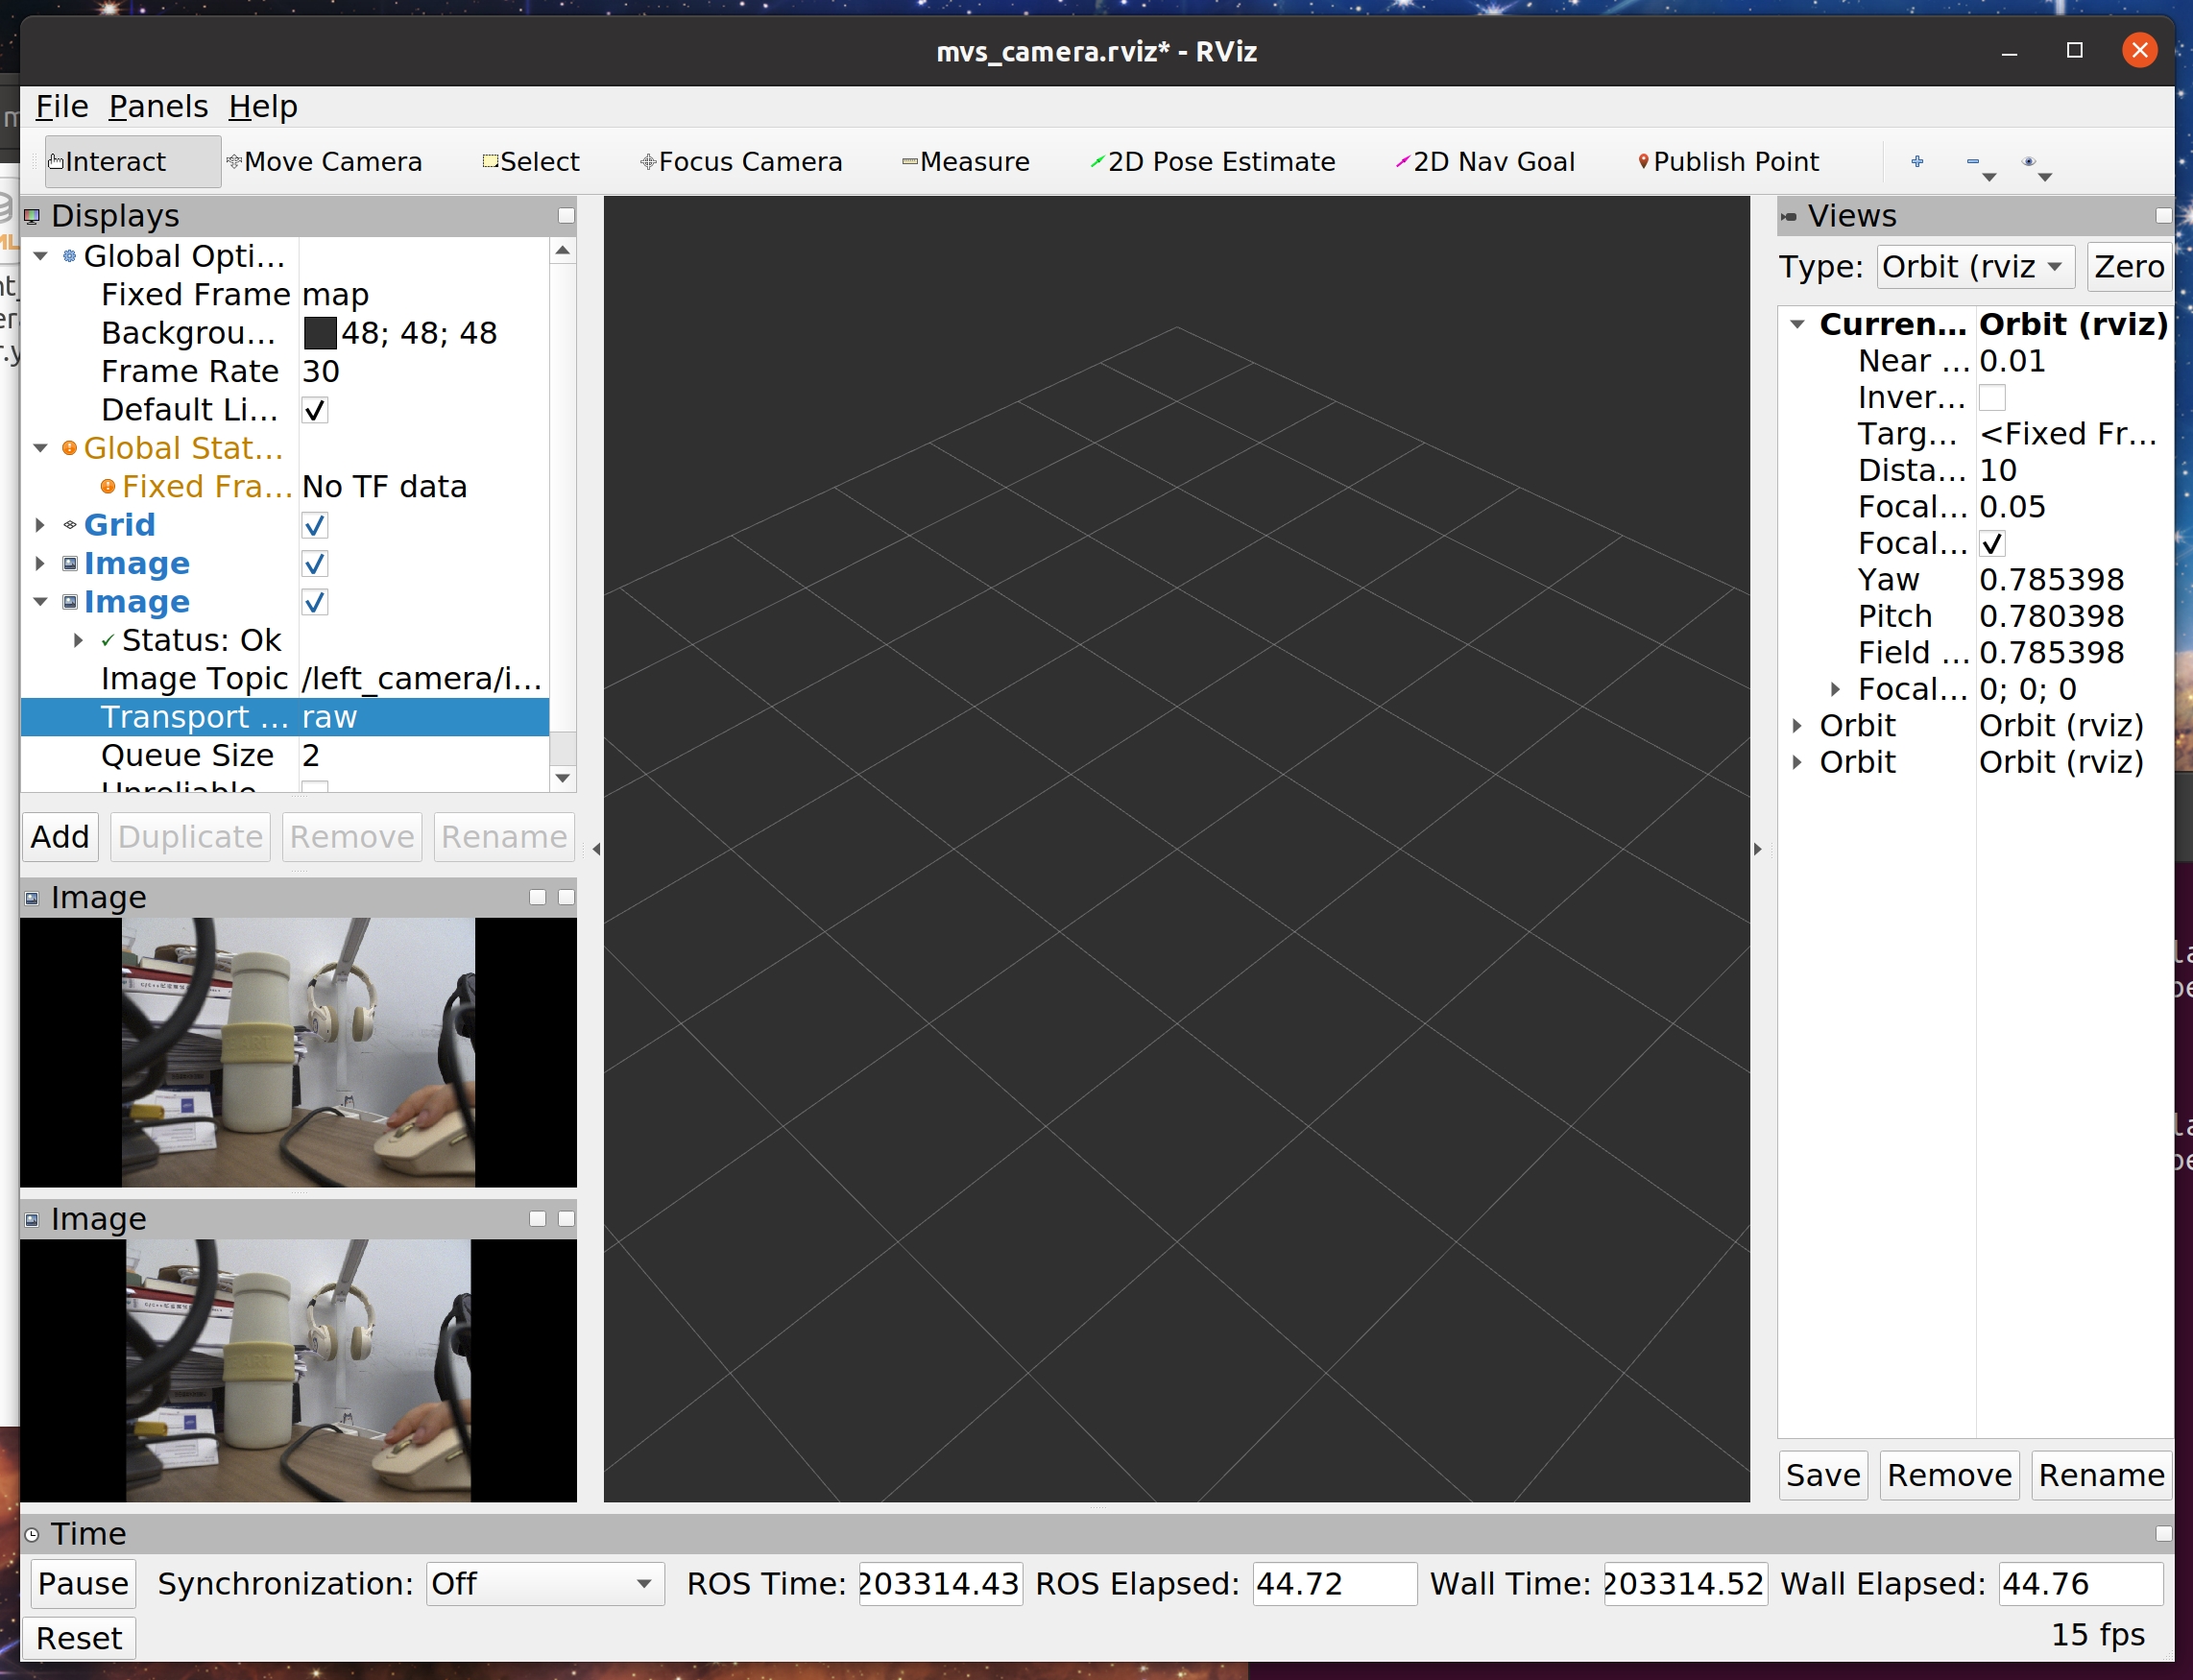 mvs_camera.rviz* - RViz
File Panels Help
Interact Move Camera Select Focus Camera Measure 2D Pose Estimate 2D Nav Goal Publish Point
Displays
Global Opti...
Fixed Frame map
Backgrou... 48; 48; 48
Frame Rate 30
Default Li...
Global Stat...
Fixed Fra... No TF data
Grid
Image
Image
Status: Ok
Image Topic /left_camera/i...
Transport ... raw
Queue Size 2
Add Duplicate Remove Rename
Image
Image
Views
Type: Orbit (rviz Zero
Curren... Orbit (rviz)
Near ... 0.01
Inver...
Targ... <Fixed Fr...
Dista... 10
Focal... 0.05
Focal...
Yaw 0.785398
Pitch 0.780398
Field ... 0.785398
Focal... 0; 0; 0
Orbit Orbit (rviz)
Orbit Orbit (rviz)
Save Remove Rename
Time
Pause Synchronization: Off ROS Time: 203314.43 ROS Elapsed: 44.72 Wall Time: 203314.52 Wall Elapsed: 44.76
Reset 15 fps